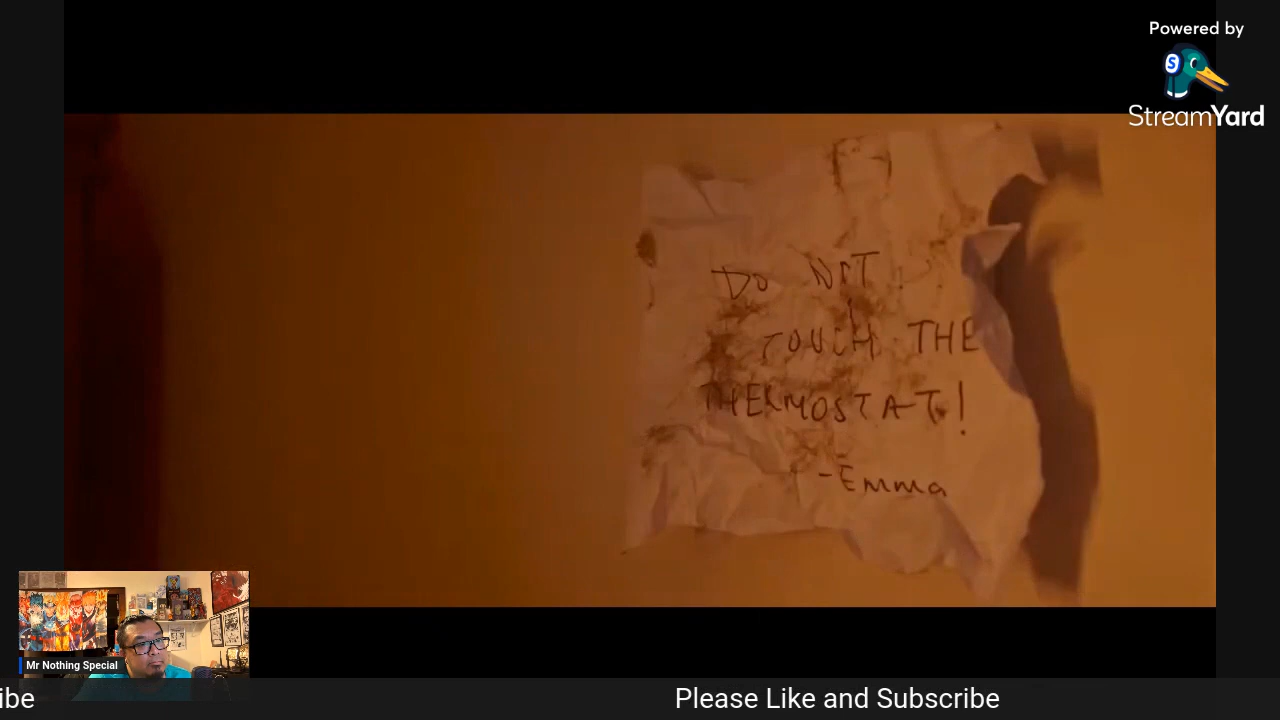 Powered by
StreamYard
DO NOT
TOUCH THE
THERMOSTAT!
-Emma
Mr Nothing Special
ibe
Please Like and Subscribe